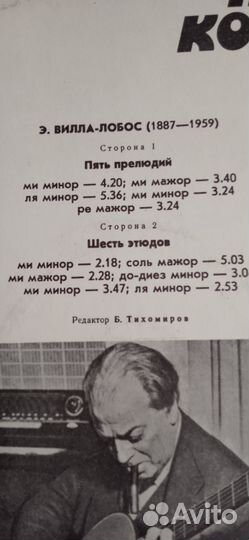 КО
Э. ВИЛЛА-ЛОБОС (1887—1959)
Сторона 1
Пять прелюдий
ми минор — 4.20; ми мажор — 3.40
ля минор — 5.36; ми минор — 3.24
ре мажор — 3.24
Сторона 2
Шесть этюдов
ми минор — 2.18; соль мажор — 5.03
ми мажор — 2.28; до-диез минор — 3.0
ми минор — 3.47; ля минор — 2.53
Редактор Б. Тихомиров
Avito